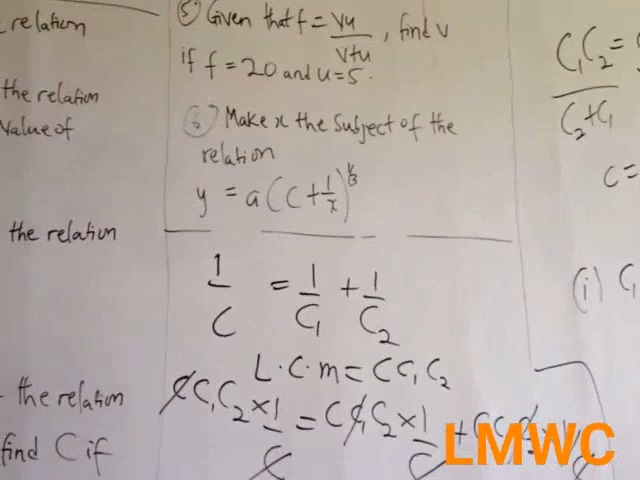 relation
the relation
Value of
the relation
the relation
find C if
5 Given that f = vu/v+u, find v
if f = 20 and u = 5.
6 Make x the subject of the
relation
y = a(c + 1/x)^1/3
1/C = 1/C₁ + 1/C₂
L.C.m = CC₁C₂
CC₁C₂ × 1/C = CC₁C₂ × 1/C₁ +
C₁C₂ =
C₂+C₁
C =
(i) C₁
LMWC